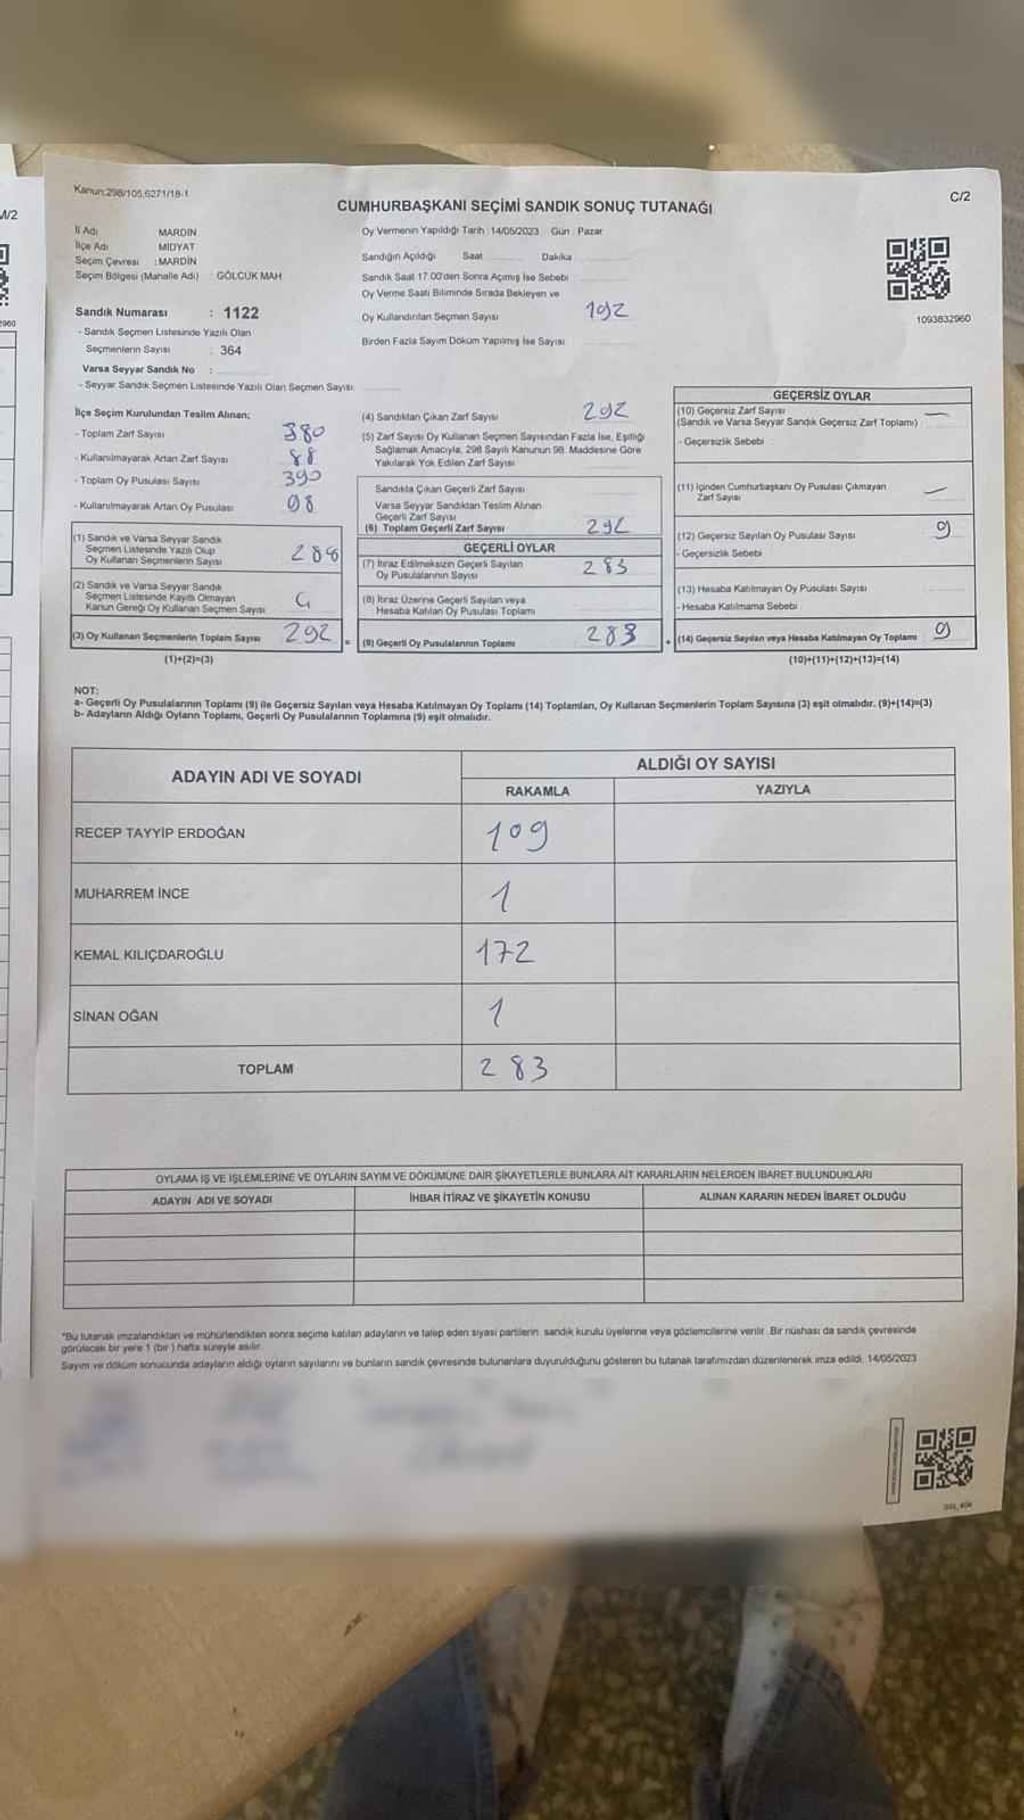 Kanun:298/105,6271/18-1
C/2
CUMHURBAŞKANI SEÇİMİ SANDIK SONUÇ TUTANAĞI
İl Adı MARDİN
İlçe Adı MİDYAT
Seçim Çevresi : MARDİN
Seçim Bölgesi (Mahalle Adı) : GÖLCÜK MAH
Sandık Numarası : 1122
- Sandık Seçmen Listesinde Yazılı Olan
Seçmenlerin Sayısı : 364
Varsa Seyyar Sandık No :
- Seyyar Sandık Seçmen Listesinde Yazılı Olan Seçmen Sayısı
Oy Vermenin Yapıldığı Tarih : 14/05/2023 Gün : Pazar
Sandığın Açıldığı Saat Dakika
Sandık Saat 17:00'den Sonra Açımış İse Sebebi
Oy Verme Saati Bitiminde Sırada Bekleyen ve
Oy Kullandırılan Seçmen Sayısı 192
Birden Fazla Sayım Döküm Yapılmış İse Sayısı
1093832960
İlçe Seçim Kurulundan Teslim Alınan;
- Toplam Zarf Sayısı 380
- Kullanılmayarak Artan Zarf Sayısı 88
- Toplam Oy Pusulası Sayısı 390
- Kullanılmayarak Artan Oy Pusulası 98
(1) Sandık ve Varsa Seyyar Sandık
Seçmen Listesinde Yazılı Olup
Oy Kullanan Seçmenlerin Sayısı 288
(2) Sandık ve Varsa Seyyar Sandık
Seçmen Listesinde Kayıtlı Olmayan
Kanun Gereği Oy Kullanan Seçmen Sayısı 4
(3) Oy Kullanan Seçmenlerin Toplam Sayısı 292 =
(1)+(2)=(3)
(4) Sandıktan Çıkan Zarf Sayısı 292
(5) Zarf Sayısı Oy Kullanan Seçmen Sayısından Fazla İse, Eşitliği
Sağlamak Amacıyla, 298 Sayılı Kanunun 98. Maddesine Göre
Yakılarak Yok Edilen Zarf Sayısı
Sandıkta Çıkan Geçerli Zarf Sayısı
Varsa Seyyar Sandıktan Teslim Alınan
Geçerli Zarf Sayısı
(6) Toplam Geçerli Zarf Sayısı 292
GEÇERLİ OYLAR
(7) İtiraz Edilmeksizin Geçerli Sayılan
Oy Pusulalarının Sayısı 283
(8) İtiraz Üzerine Geçerli Sayılan veya
Hesaba Katılan Oy Pusulası Toplamı
(9) Geçerli Oy Pusulalarının Toplamı 283 +
GEÇERSİZ OYLAR
(10) Geçersiz Zarf Sayısı —
(Sandık ve Varsa Seyyar Sandık Geçersiz Zarf Toplamı)
- Geçersizlik Sebebi
(11) İçinden Cumhurbaşkanı Oy Pusulası Çıkmayan
Zarf Sayısı —
(12) Geçersiz Sayılan Oy Pusulası Sayısı 9
- Geçersizlik Sebebi
(13) Hesaba Katılmayan Oy Pusulası Sayısı
- Hesaba Katılmama Sebebi
(14) Geçersiz Sayılan veya Hesaba Katılmayan Oy Toplamı 9
(10)+(11)+(12)+(13)=(14)
NOT:
a- Geçerli Oy Pusulalarının Toplamı (9) ile Geçersiz Sayılan veya Hesaba Katılmayan Oy Toplamı (14) Toplamları, Oy Kullanan Seçmenlerin Toplam Sayısına (3) eşit olmalıdır. (9)+(14)=(3)
b- Adayların Aldığı Oyların Toplamı, Geçerli Oy Pusulalarının Toplamına (9) eşit olmalıdır.
ADAYIN ADI VE SOYADI ALDIĞI OY SAYISI
RAKAMLA YAZIYLA
RECEP TAYYİP ERDOĞAN 109
MUHARREM İNCE 1
KEMAL KILIÇDAROĞLU 172
SİNAN OĞAN 1
TOPLAM 283
OYLAMA İŞ VE İŞLEMLERİNE VE OYLARIN SAYIM VE DÖKÜMÜNE DAİR ŞİKAYETLERLE BUNLARA AİT KARARLARIN NELERDEN İBARET BULUNDUKLARI
ADAYIN ADI VE SOYADI İHBAR İTİRAZ VE ŞİKAYETİN KONUSU ALINAN KARARIN NEDEN İBARET OLDUĞU
*Bu tutanak imzalandıktan ve mühürlendikten sonra seçime katılan adayların ve talep eden siyasi partilerin sandık kurulu üyelerine veya gözlemcilerine verilir. Bir nüshası da sandık çevresinde
görülecek bir yere 1 (bir) hafta süreyle asılır.
Sayım ve döküm sonucunda adayların aldığı oyların sayılarını ve bunların sandık çevresinde bulunanlara duyurulduğunu gösteren bu tutanak tarafımızdan düzenlenerek imza edildi. 14/05/2023